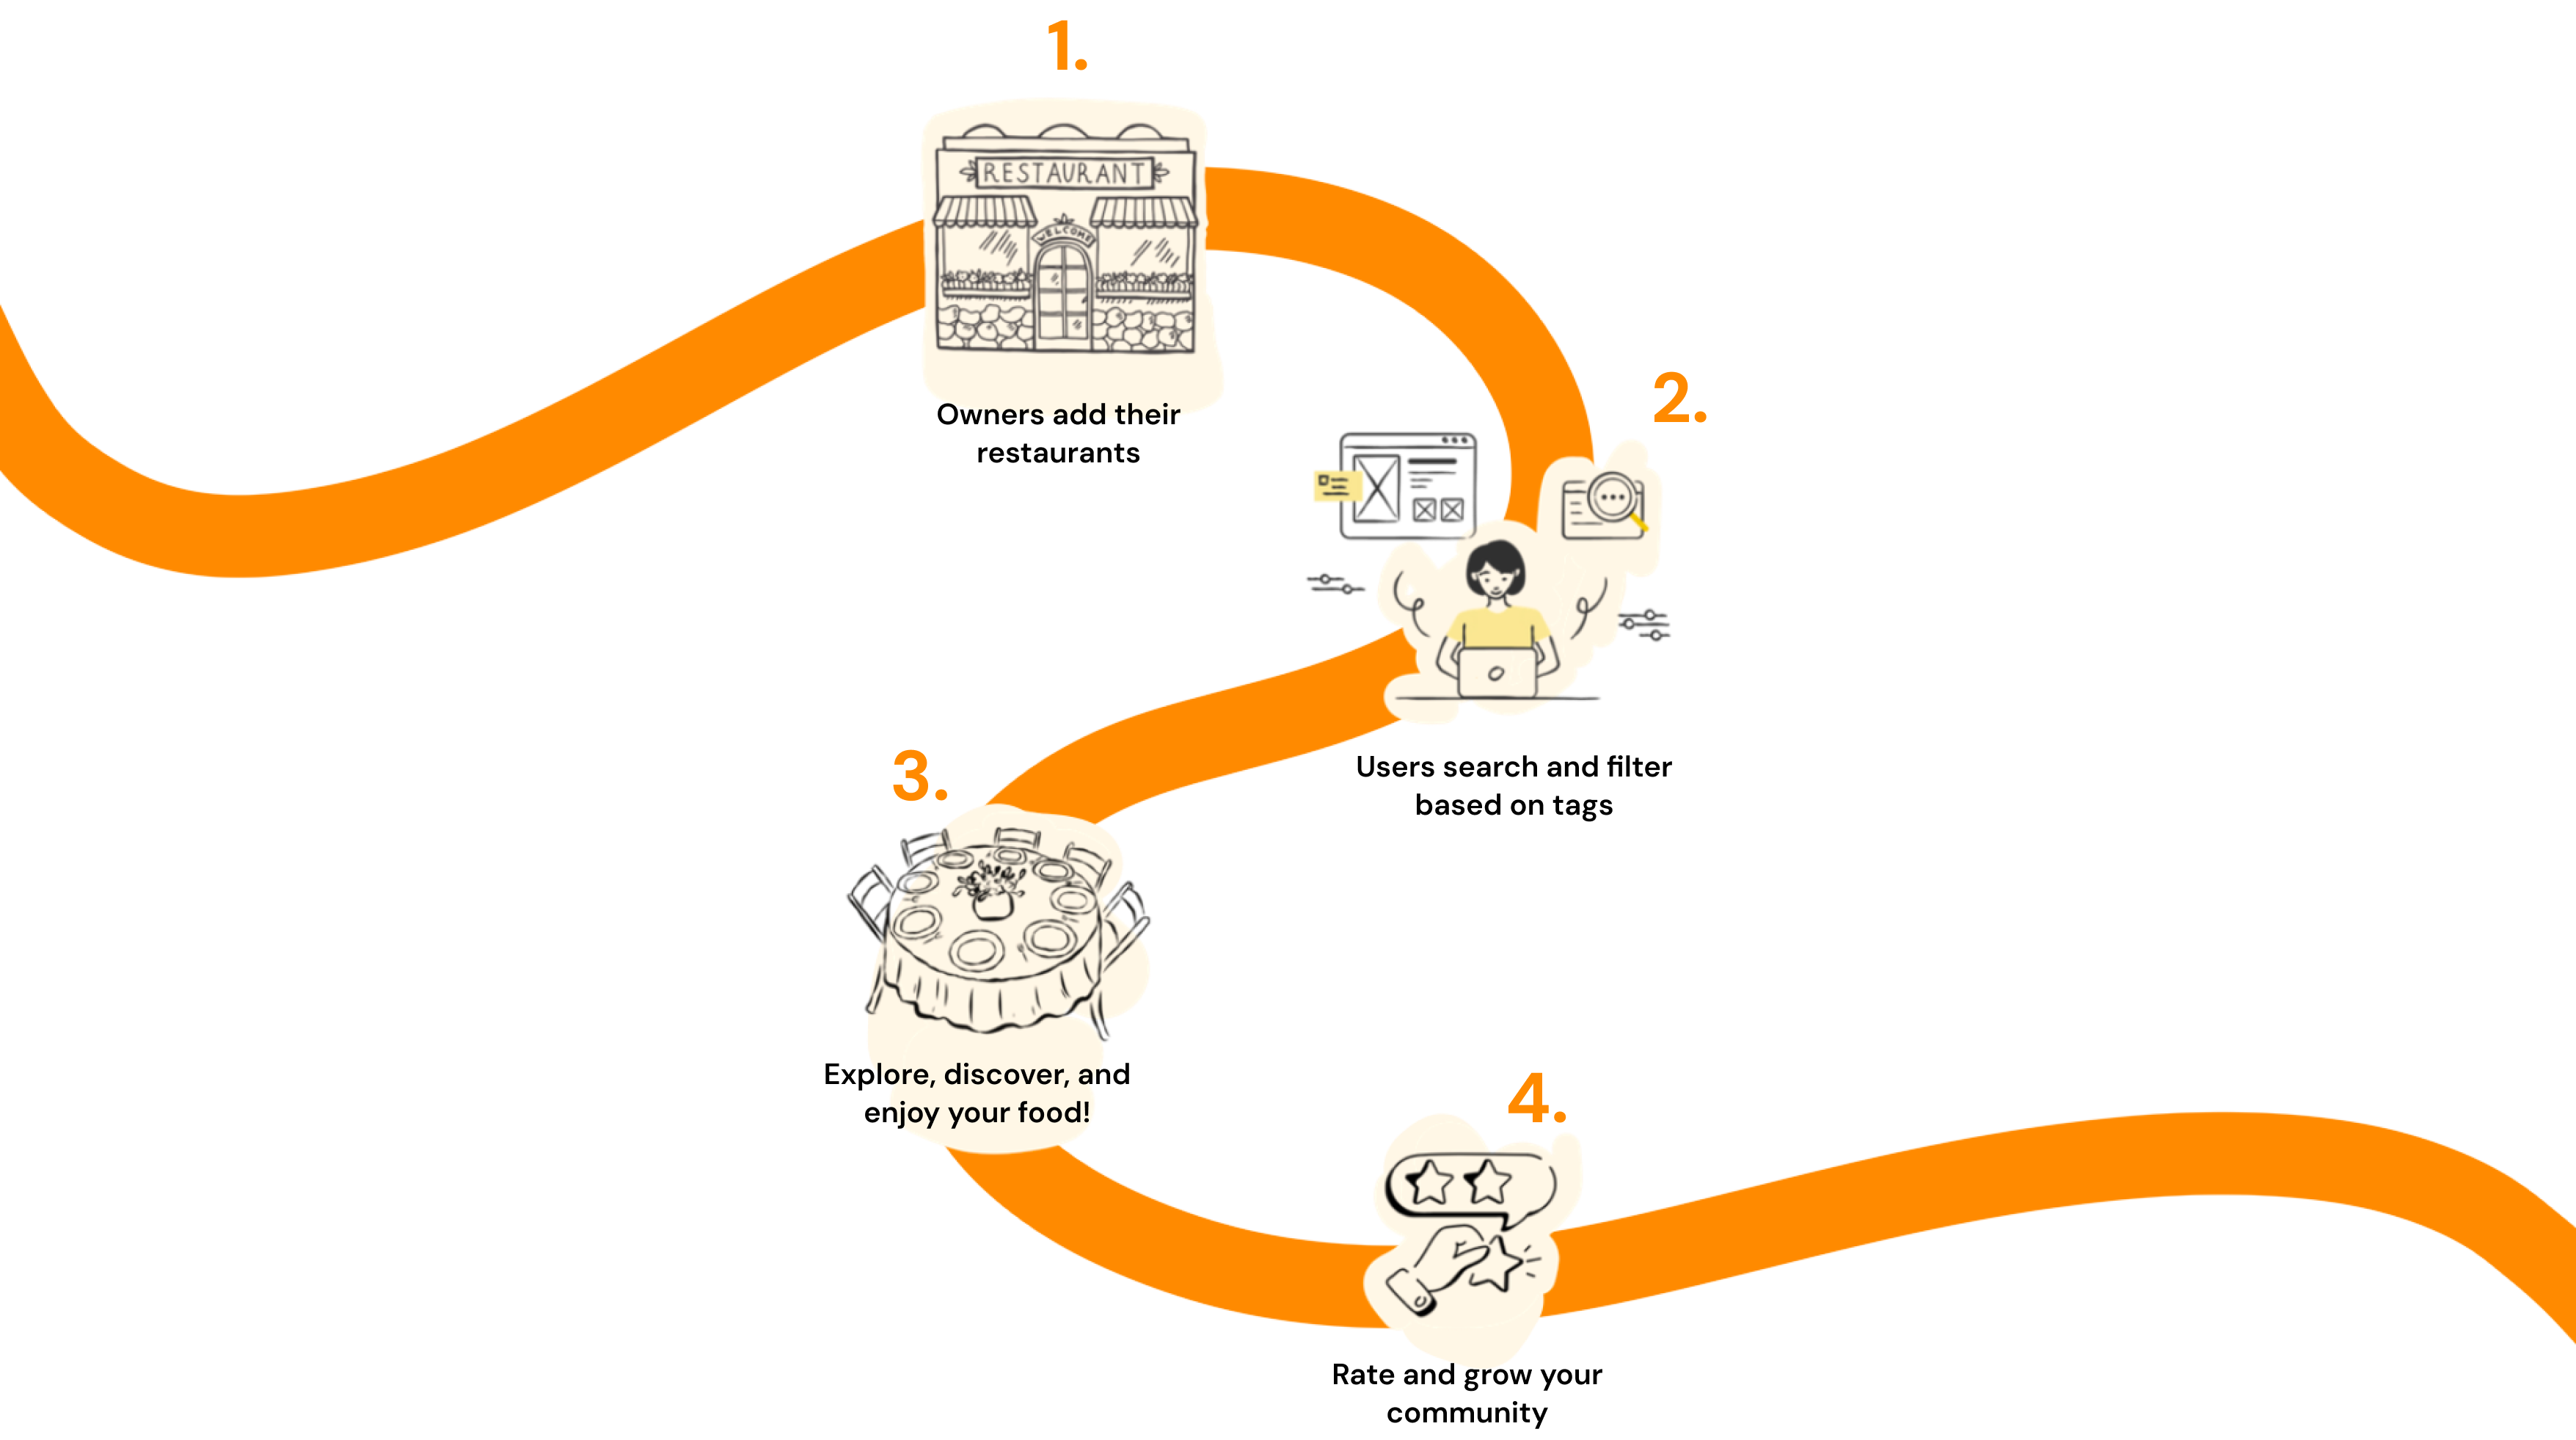 1.
RESTAURANT
WELCOME
Owners add their
restaurants
2.
Users search and filter
based on tags
3.
Explore, discover, and
enjoy your food!
4.
Rate and grow your
community